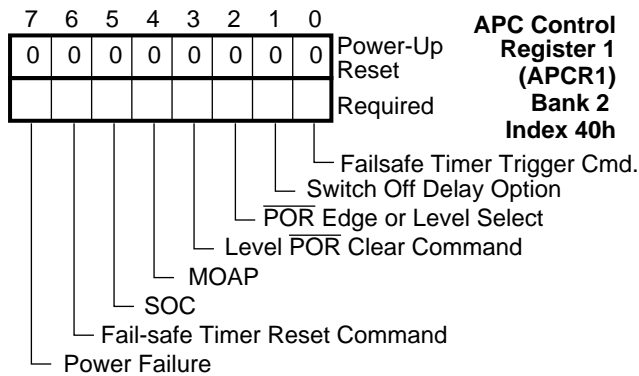 7 6 5 4 3 2 1 0
0 0 0 0 0 0 0 0
Power-Up
Reset
Required
APC Control
Register 1
(APCR1)
Bank 2
Index 40h
Failsafe Timer Trigger Cmd.
Switch Off Delay Option
P̅O̅R̅ Edge or Level Select
Level P̅O̅R̅ Clear Command
MOAP
SOC
Fail-safe Timer Reset Command
Power Failure